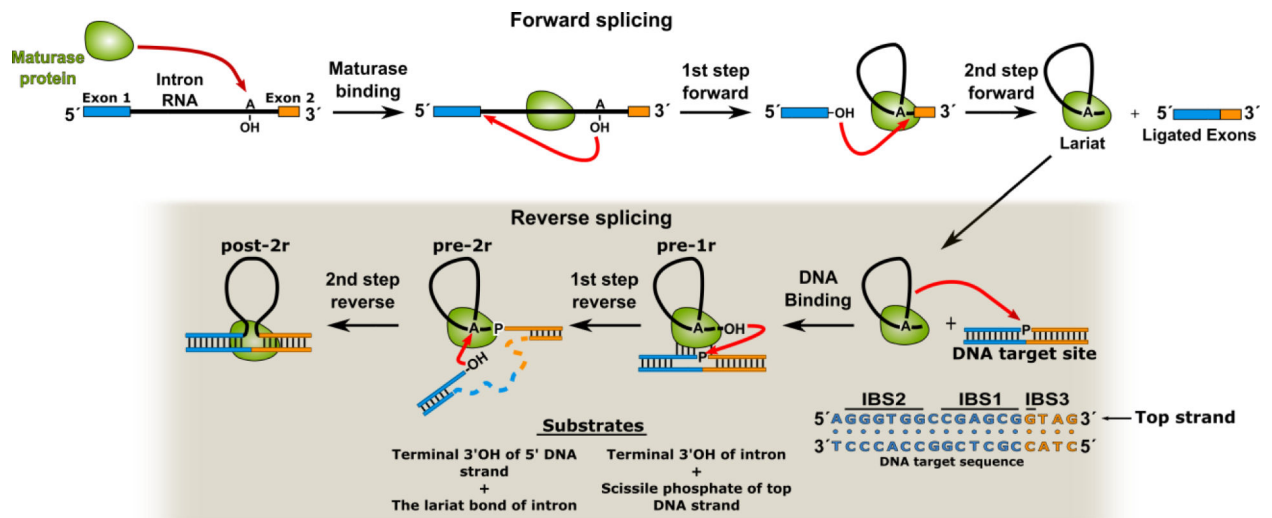 Forward splicing
Maturase
protein
Intron
RNA
5´ Exon 1 A Exon 2 3´
OH
Maturase
binding
5´ A 3´
OH
1st step
forward
5´ -OH A 3´
2nd step
forward
A
Lariat
+
5´ 3´
Ligated Exons
Reverse splicing
post-2r
2nd step
reverse
pre-2r
A P
-OH
1st step
reverse
pre-1r
A OH
P
DNA
Binding
A
+
P
DNA target site
IBS2 IBS1 IBS3
5´AGGGTGGCCGAGCGGTAG3´
Top strand
3´TCCCACCGGCTCGCCATC5´
DNA target sequence
Substrates
Terminal 3'OH of 5' DNA
strand
+
The lariat bond of intron
Terminal 3'OH of intron
+
Scissile phosphate of top
DNA strand